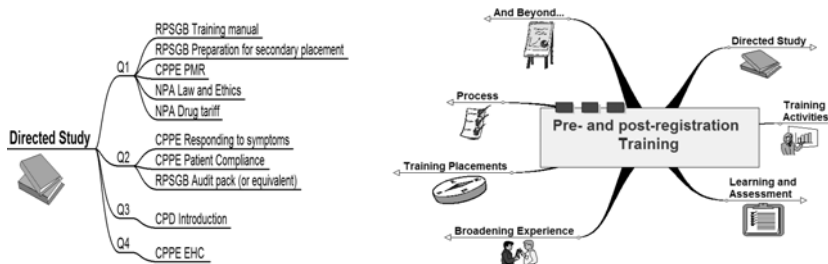 Directed Study
Q1
RPSGB Training manual
RPSGB Preparation for secondary placement
CPPE PMR
NPA Law and Ethics
NPA Drug tariff
Q2
CPPE Responding to symptoms
CPPE Patient Compliance
RPSGB Audit pack (or equivalent)
Q3
CPD Introduction
Q4
CPPE EHC
And Beyond...
Process
Training Placements
Broadening Experience
Pre- and post-registration
Training
Directed Study
Training
Activities
Learning and
Assessment